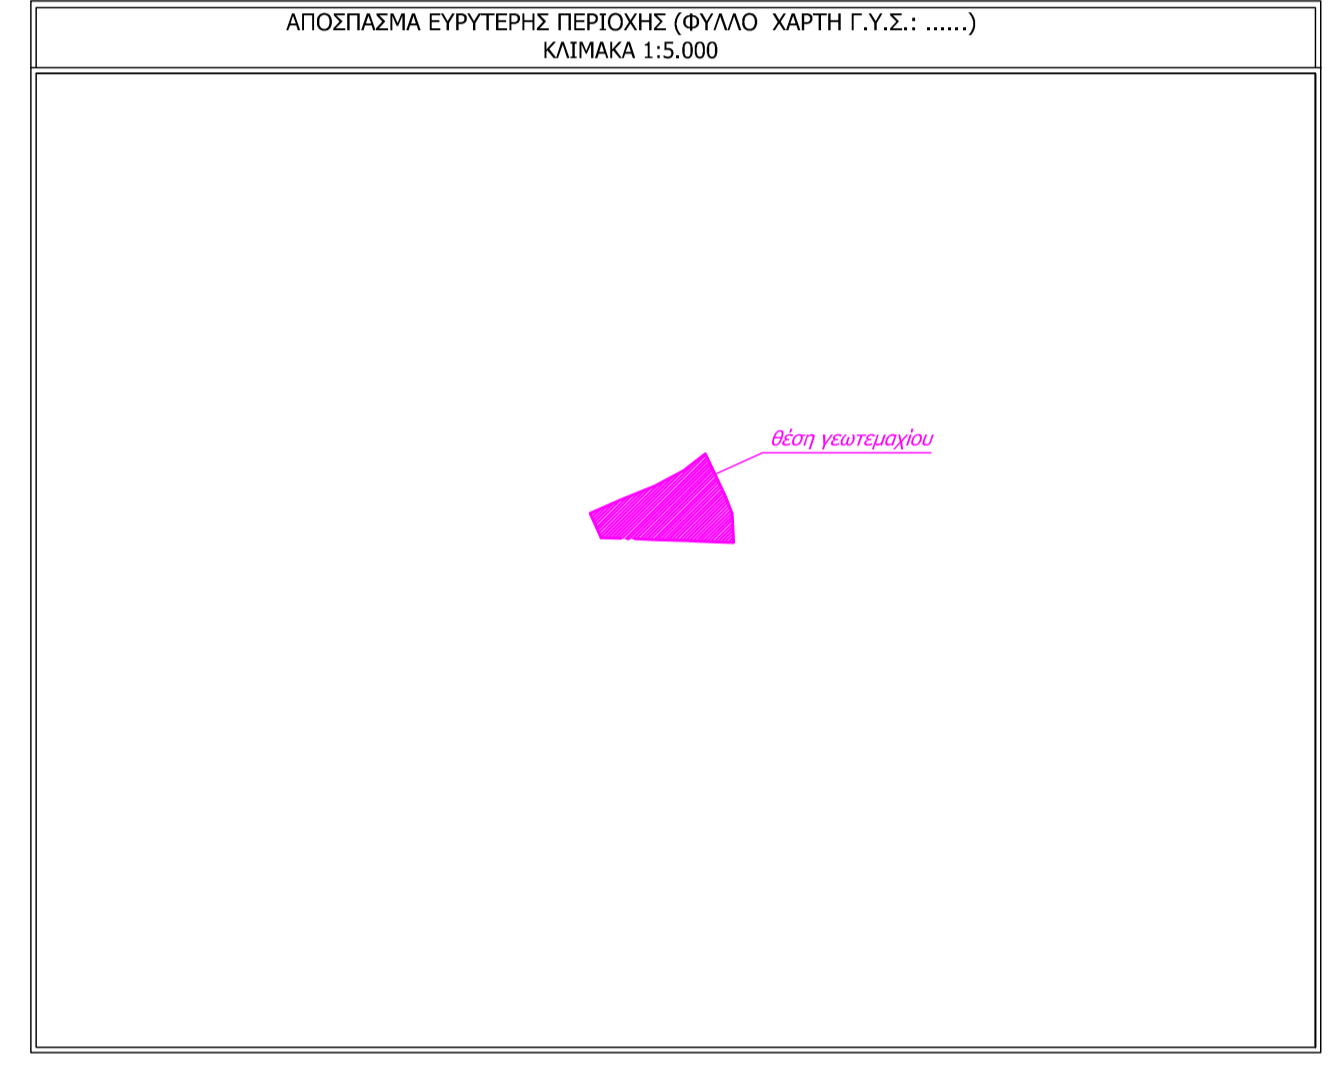 ΑΠΟΣΠΑΣΜΑ ΕΥΡΥΤΕΡΗΣ ΠΕΡΙΟΧΗΣ (ΦΥΛΛΟ ΧΑΡΤΗ Γ.Υ.Σ.: ......)
ΚΛΙΜΑΚΑ 1:5.000
θέση γεωτεμαχίου